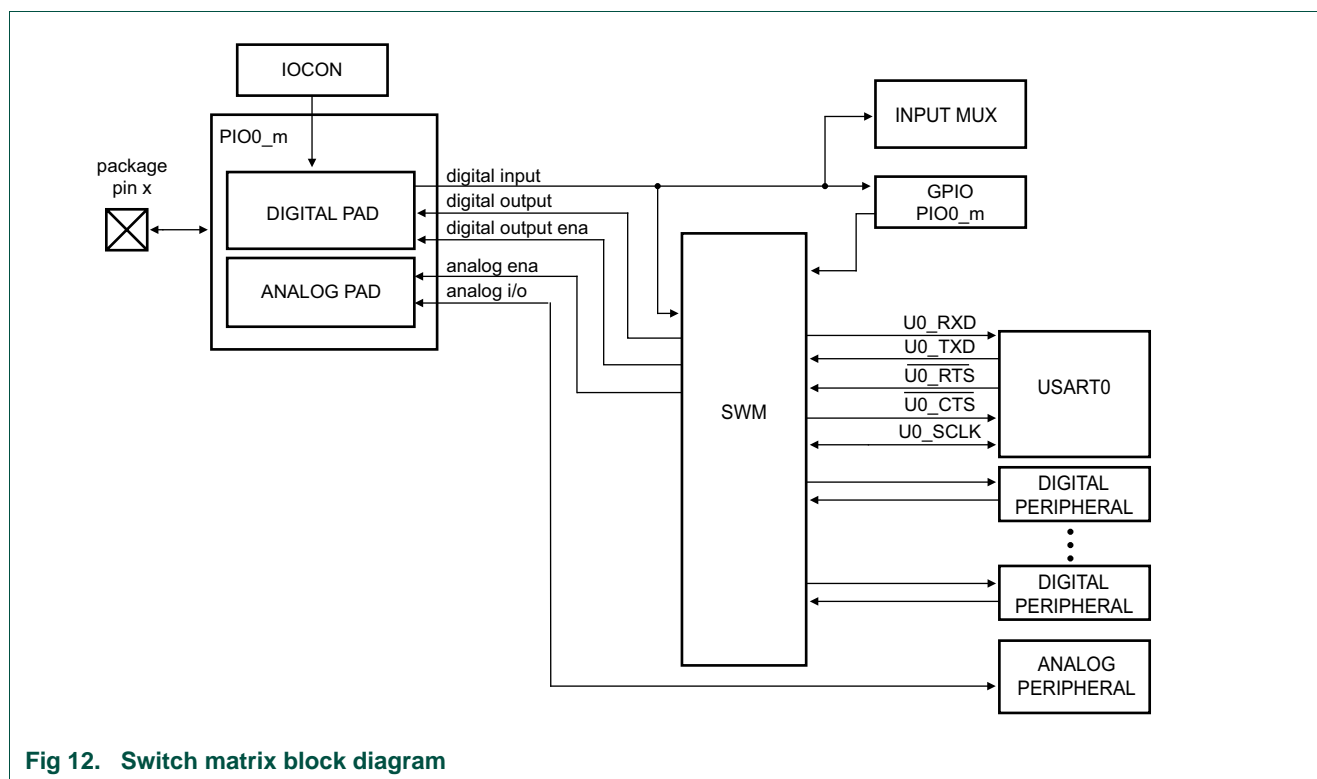 IOCON
PIO0_m
package
pin x
DIGITAL PAD
ANALOG PAD
digital input
digital output
digital output ena
analog ena
analog i/o
INPUT MUX
GPIO
PIO0_m
SWM
U0_RXD
U0_TXD
U0_RTS
U0_CTS
U0_SCLK
USART0
DIGITAL
PERIPHERAL
DIGITAL
PERIPHERAL
ANALOG
PERIPHERAL
Fig 12. Switch matrix block diagram